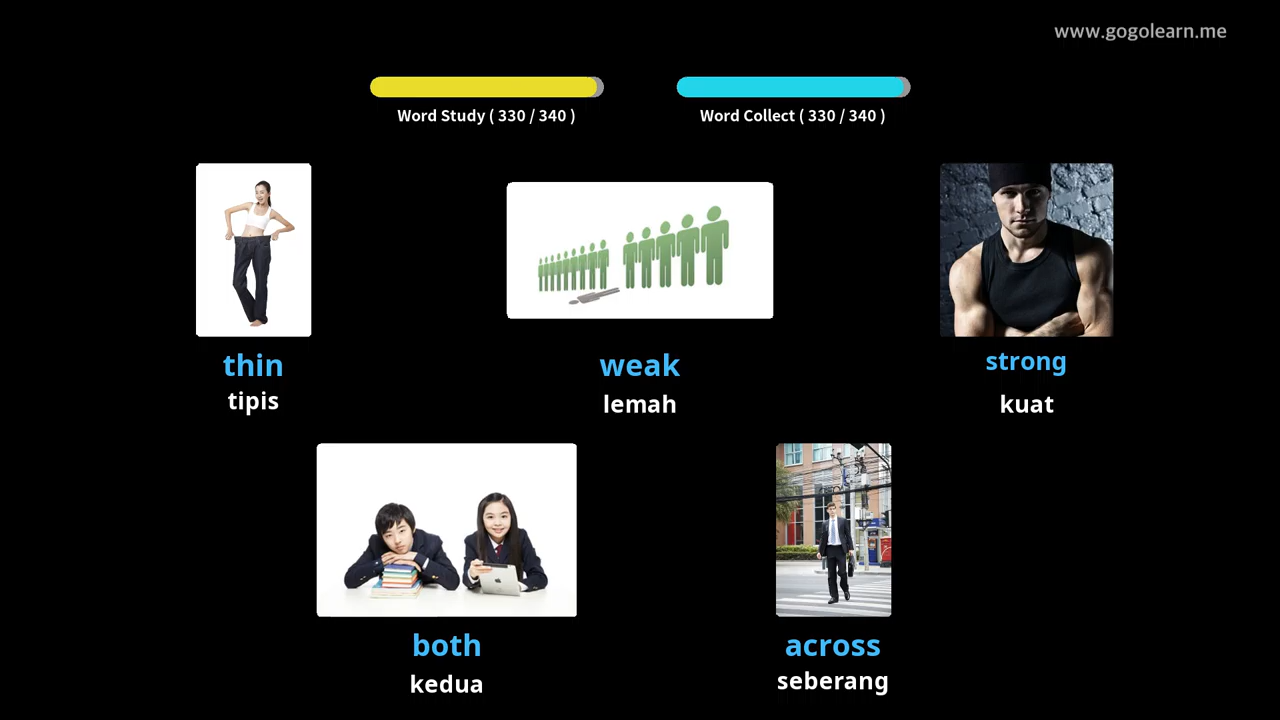 www.gogolearn.me
Word Study ( 330 / 340 )
Word Collect ( 330 / 340 )
thin
tipis
weak
lemah
strong
kuat
both
kedua
across
seberang